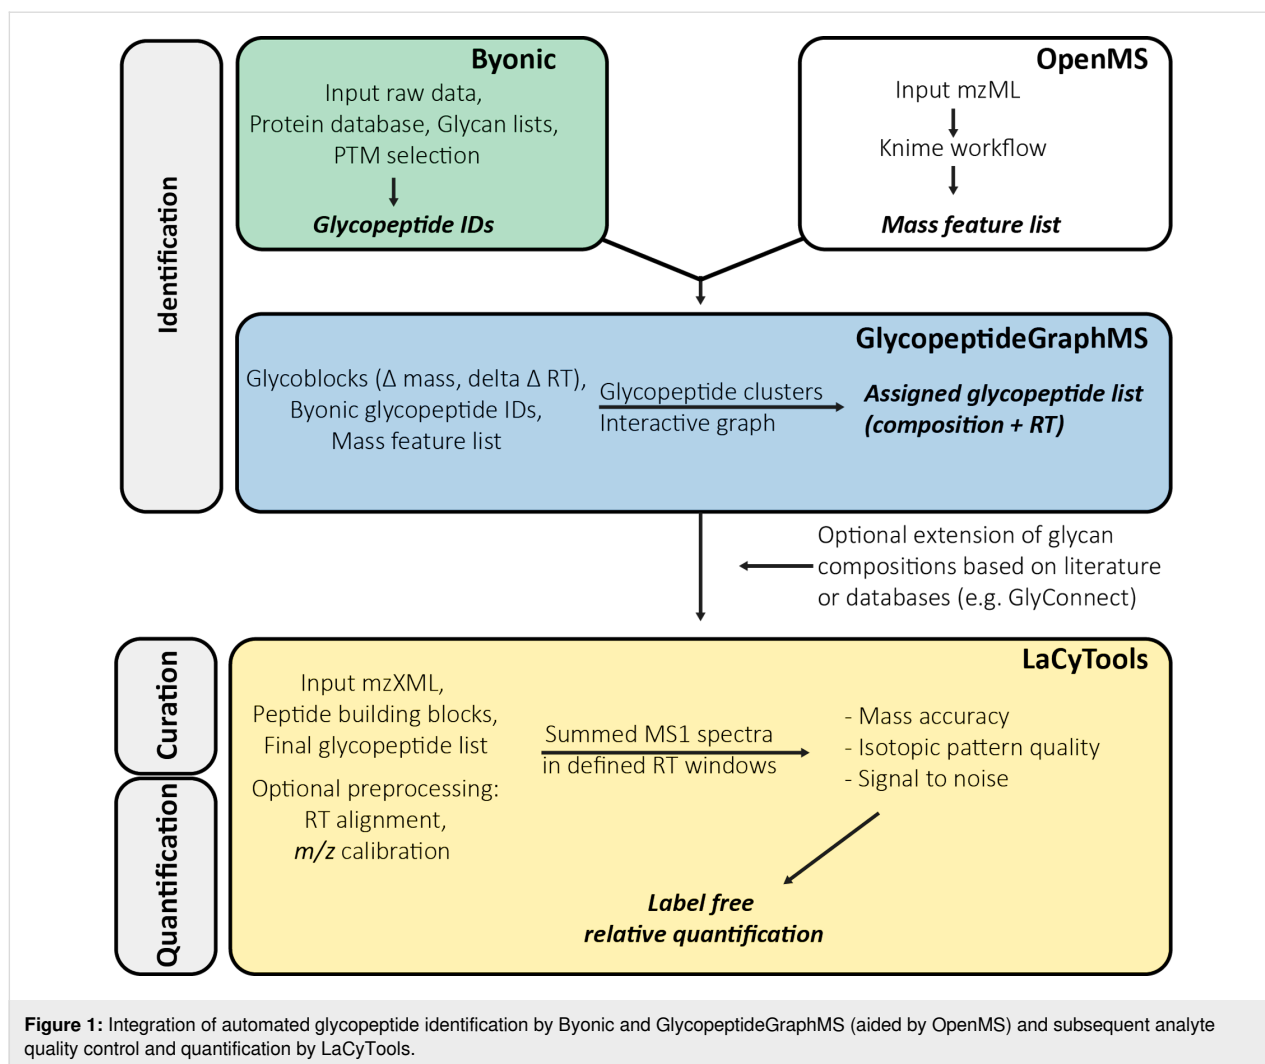 Identification
Byonic
Input raw data,
Protein database, Glycan lists,
PTM selection
Glycopeptide IDs
OpenMS
Input mzML
Knime workflow
Mass feature list
GlycopeptideGraphMS
Glycoblocks (Δ mass, delta Δ RT),
Byonic glycopeptide IDs,
Mass feature list
Glycopeptide clusters
Interactive graph
Assigned glycopeptide list
(composition + RT)
Optional extension of glycan
compositions based on literature
or databases (e.g. GlyConnect)
Curation
Quantification
LaCyTools
Input mzXML,
Peptide building blocks,
Final glycopeptide list
Optional preprocessing:
RT alignment,
m/z calibration
Summed MS1 spectra
in defined RT windows
- Mass accuracy
- Isotopic pattern quality
- Signal to noise
Label free
relative quantification
Figure 1: Integration of automated glycopeptide identification by Byonic and GlycopeptideGraphMS (aided by OpenMS) and subsequent analyte
quality control and quantification by LaCyTools.